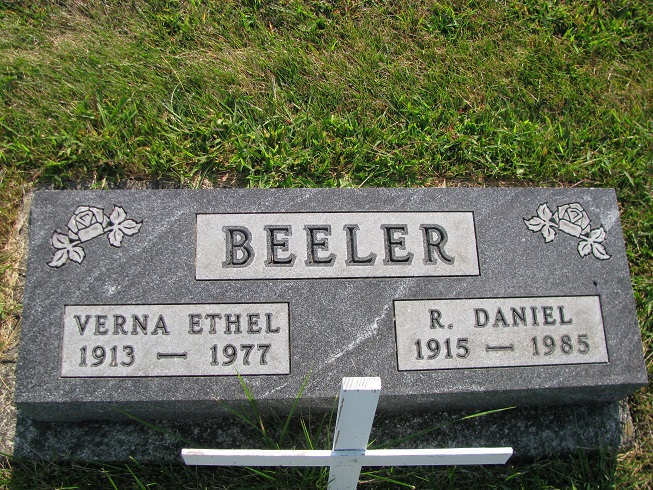 BEELER
VERNA ETHEL
1913 — 1977
R. DANIEL
1915 — 1985